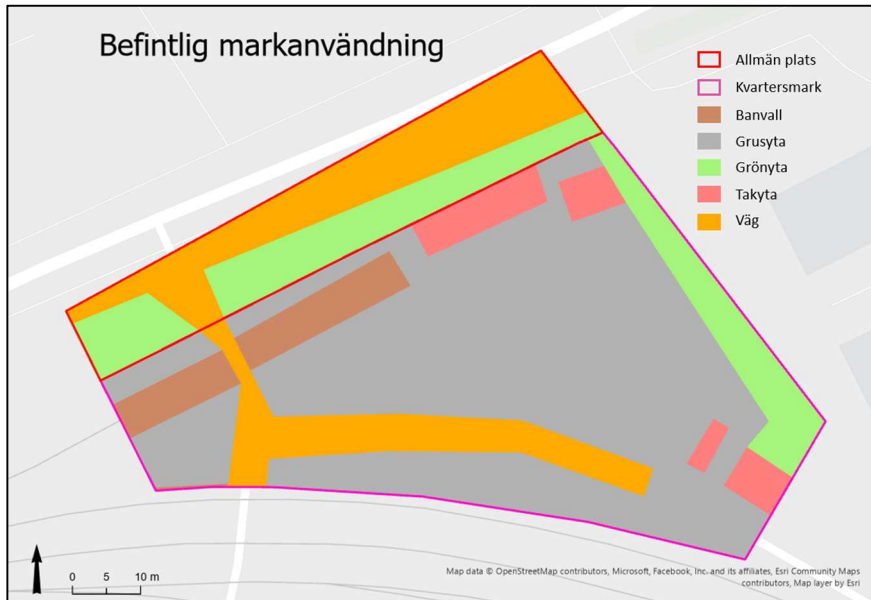 Befintlig markanvändning
Allmän plats
Kvartersmark
Banvall
Grusyta
Grönyta
Takyta
Väg
0 5 10 m
Map data © OpenStreetMap contributors, Microsoft, Facebook, Inc. and its affiliates, Esri Community Maps
contributors, Map layer by Esri